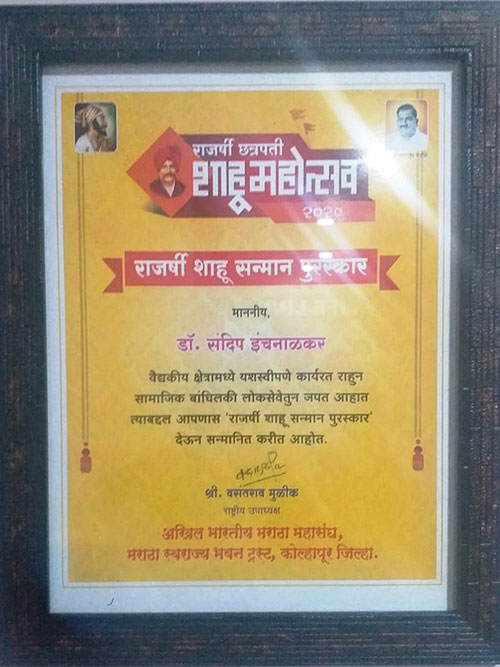 राजर्षी छत्रपती
शाहू महोत्सव
२०२०
राजर्षी शाहू सन्मान पुरस्कार
माननीय,
डॉ. संदिप इंचनाळकर
वैद्यकीय क्षेत्रामध्ये यशस्वीपणे कार्यरत राहुन
सामाजिक बांधिलकी लोकसेवेतुन जपत आहात
त्याबद्दल आपणास 'राजर्षी शाहू सन्मान पुरस्कार'
देऊन सन्मानित करीत आहोत.
श्री. वसंतराव मुळीक
राष्ट्रीय उपाध्यक्ष
अखिल भारतीय मराठा महासंघ,
मराठा स्वराज्य भवन ट्रस्ट, कोल्हापूर जिल्हा.